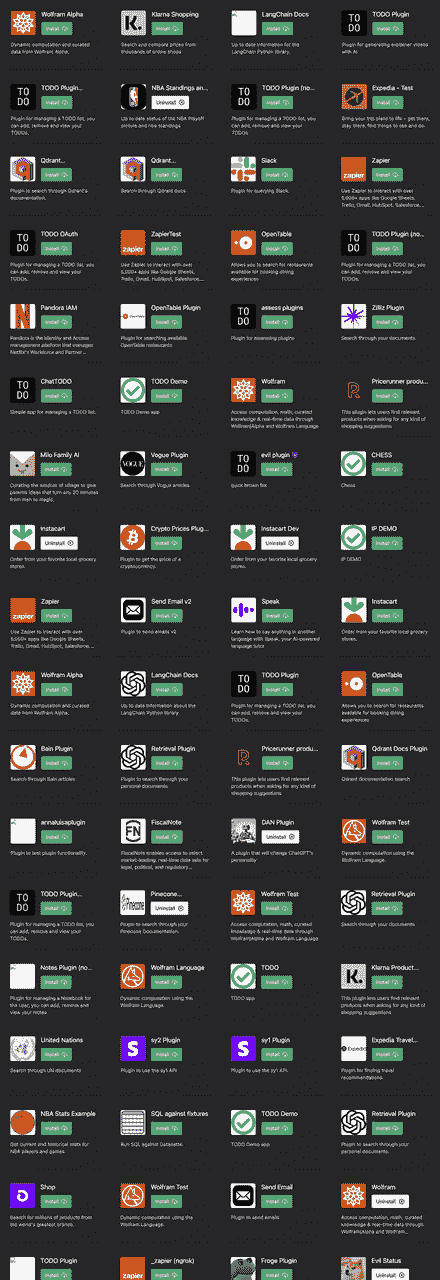 Wolfram Alpha
Install
Dynamic computation and curated
data from Wolfram Alpha.
Klarna Shopping
Install
Search and compare prices from
thousands of online shops
LangChain Docs
Install
Up to date information for the
LangChain Python library.
TODO Plugin
Install
Plugin for generating explainer videos
with AI
TODO Plugin...
Install
Plugin for managing a TODO list, you
can add, remove and view your
TODOs.
NBA Standings an...
Uninstall
Up to date status of the NBA Playoff
picture and nba standings
TODO Plugin (no...
Install
Plugin for managing a TODO list, you
can add, remove and view your
TODOs.
Expedia - Test
Install
Bring your trip plans to life – get there,
stay there, find things to see and do.
Qdrant...
Install
Plugin to search through Qdrant's
documentation.
Qdrant...
Install
Search through Qdrant docs
Slack
Install
Plugin for querying Slack.
Zapier
Install
Use Zapier to interact with over
5,000+ apps like Google Sheets,
Trello, Gmail, HubSpot, Salesforce...
TODO OAuth
Install
Plugin for managing a TODO list, you
can add, remove and view your
TODOs.
ZapierTest
Install
Use Zapier to interact with over
5,000+ apps like Google Sheets,
Trello, Gmail, HubSpot, Salesforce...
OpenTable
Install
Allows you to search for restaurants
available for booking dining
experiences
TODO Plugin (no...
Install
Plugin for managing a TODO list, you
can add, remove and view your
TODOs.
Pandora IAM
Install
Pandora is the Identity and Access
management platform that manages
Netflix's Workforce and Partner...
OpenTable Plugin
Install
Plugin for searching available
OpenTable restaurants
assess plugins
Install
Plugin for assessing plugins
Zilliz Plugin
Install
Search through your documents.
ChatTODO
Install
Simple app for managing a TODO list.
TODO Demo
Install
TODO Demo app
Wolfram
Install
Access computation, math, curated
knowledge & real-time data through
WolframAlpha and Wolfram Language
Pricerunner produ...
Install
This plugin lets users find relevant
products when asking for any kind of
shopping suggestions
Milo Family AI
Install
Curating the wisdom of village to give
parents ideas that turn any 20 minutes
from meh to magic.
Vogue Plugin
Install
Search through Vogue articles.
evil plugin 😈
Install
quick brown fox
CHESS
Install
Chess
Instacart
Uninstall
Order from your favorite local grocery
stores.
Crypto Prices Plug...
Install
Plugin to get the price of a
cryptocurrency.
Instacart Dev
Uninstall
Order from your favorite local grocery
stores.
IP DEMO
Install
IP DEMO
Zapier
Install
Use Zapier to interact with over
5,000+ apps like Google Sheets,
Trello, Gmail, HubSpot, Salesforce...
Send Email v2
Install
Plugin to send emails v2
Speak
Install
Learn how to say anything in another
language with Speak, your AI-powered
language tutor
Instacart
Install
Order from your favorite local grocery
stores.
Wolfram Alpha
Install
Dynamic computation and curated
data from Wolfram Alpha.
LangChain Docs
Install
Up to date information about the
LangChain Python library
TODO Plugin
Install
Plugin for managing a TODO list, you
can add, remove and view your
TODOs.
OpenTable
Install
Allows you to search for restaurants
available for booking dining
experiences
Bain Plugin
Install
Search through Bain articles
Retrieval Plugin
Install
Plugin to search through your
personal documents.
Pricerunner produ...
Install
This plugin lets users find relevant
products when asking for any kind of
shopping suggestions
Qdrant Docs Plugin
Install
Qdrant documentation search
annaluisaplugin
Install
Plugin to test plugin functionality.
FiscalNote
Install
FiscalNote enables access to select
market-leading, real-time data sets for
legal, political, and regulatory...
DAN Plugin
Uninstall
A plugin that will change ChatGPT's
personality
Wolfram Test
Install
Dynamic computation using the
Wolfram Language.
TODO Plugin...
Install
Plugin for managing a TODO list, you
can add, remove and view your
TODOs.
Pinecone...
Uninstall
Plugin to search through your
Pinecone Documentation.
Wolfram Test
Install
Access computation, math, curated
knowledge & real-time data through
WolframAlpha and Wolfram Language
Retrieval Plugin
Install
Search through your documents.
Notes Plugin (no...
Install
Plugin for managing a Notebook for
the user, you can add, remove and
view your notes
Wolfram Language
Install
Dynamic computation using the
Wolfram Language.
TODO
Install
TODO app
Klarna Product...
Install
This plugin lets users find relevant
products when asking for any kind of
shopping suggestions
United Nations
Install
Search through UN documents
sy2 Plugin
Install
Plugin to use the sy1 API
sy1 Plugin
Install
Plugin to use the sy1 API.
Expedia Travel...
Install
Plugin for finding travel
recommendations.
NBA Stats Example
Install
Get current and historical stats for
NBA players and games.
SQL against fixtures
Install
Run SQL against Datasette.
TODO Demo
Install
TODO Demo app
Retrieval Plugin
Install
Plugin to search through your
personal documents.
Shop
Install
Search for millions of products from
the world's greatest brands.
Wolfram Test
Install
Dynamic computation using the
Wolfram Language.
Send Email
Install
Plugin to send emails
Wolfram
Uninstall
Access computation, math, curated
knowledge & real-time data through
WolframAlpha and Wolfram...
TODO Plugin
Install
_zapier (ngrok)
Install
Froge Plugin
Install
Evil Status
Uninstall